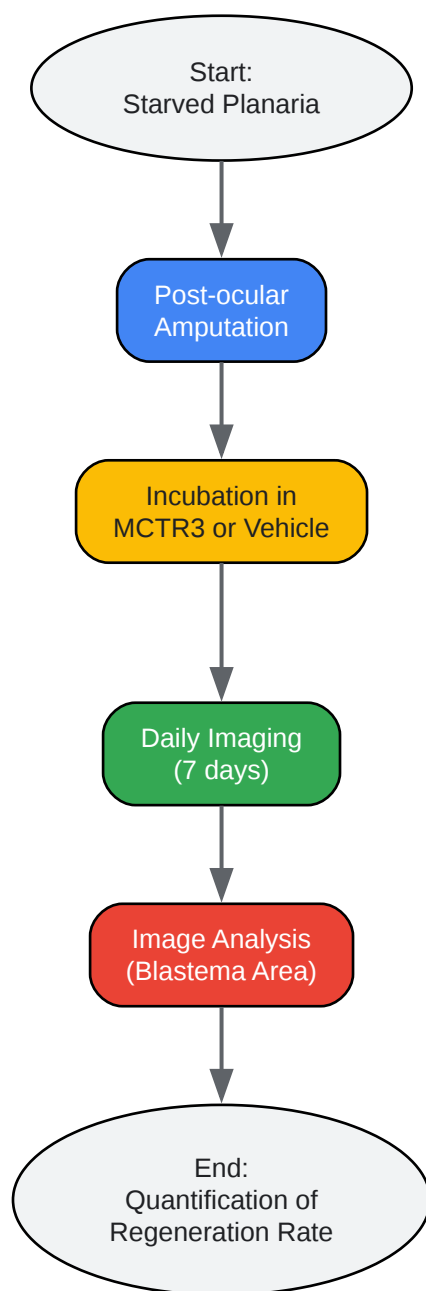 Start:
Starved Planaria
Post-ocular
Amputation
Incubation in
MCTR3 or Vehicle
Daily Imaging
(7 days)
Image Analysis
(Blastema Area)
End:
Quantification of
Regeneration Rate